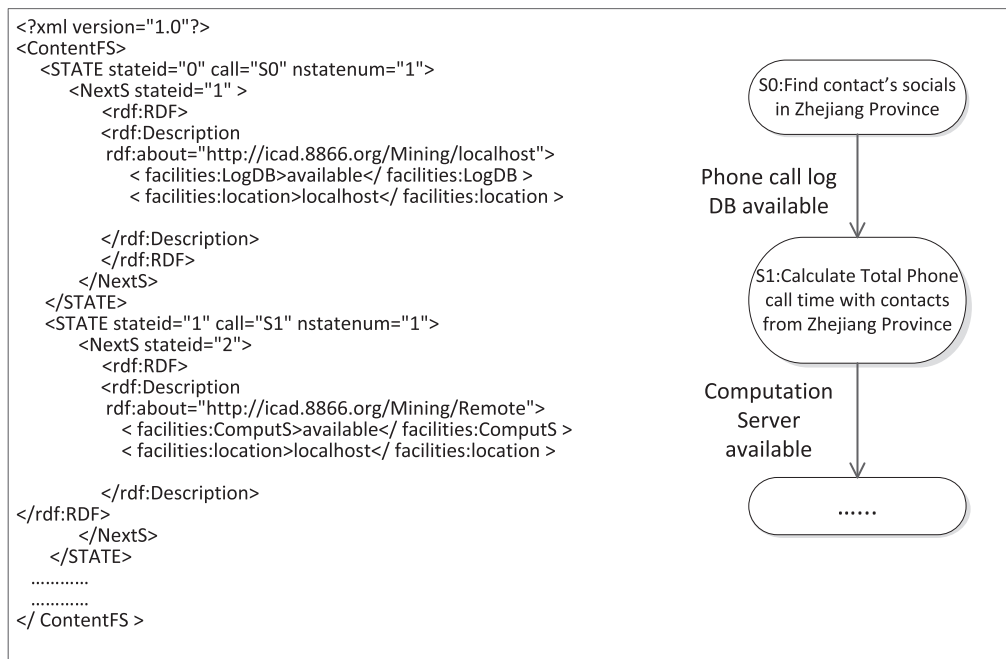 <?xml version="1.0"?>
<ContentFS>
<STATE stateid="0" call="S0" nstatenum="1">
<NextS stateid="1" >
<rdf:RDF>
<rdf:Description
rdf:about="http://icad.8866.org/Mining/localhost">
< facilities:LogDB>available</ facilities:LogDB >
< facilities:location>localhost</ facilities:location >
</rdf:Description>
</rdf:RDF>
</NextS>
</STATE>
<STATE stateid="1" call="S1" nstatenum="1">
<NextS stateid="2">
<rdf:RDF>
<rdf:Description
rdf:about="http://icad.8866.org/Mining/Remote">
< facilities:ComputS>available</ facilities:ComputS >
< facilities:location>localhost</ facilities:location >
</rdf:Description>
</rdf:RDF>
</NextS>
</STATE>
…………
…………
</ ContentFS >
S0:Find contact's socials
in Zhejiang Province
Phone call log
DB available
S1:Calculate Total Phone
call time with contacts
from Zhejiang Province
Computation
Server
available
……